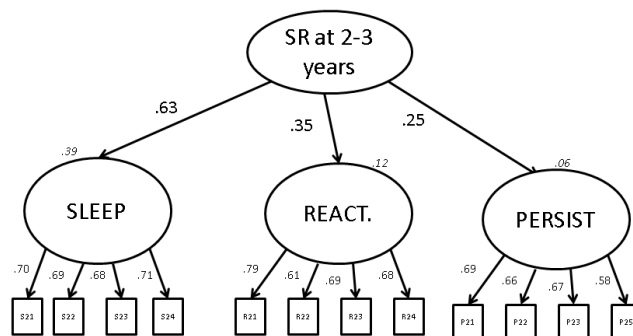 SR at 2-3
years
.63
.35
.25
.39
.12
.06
SLEEP
REACT.
PERSIST
.70
.69
.68
.71
.79
.61
.69
.68
.69
.66
.67
.58
S21
S22
S23
S24
R21
R22
R23
R24
P21
P22
P23
P25